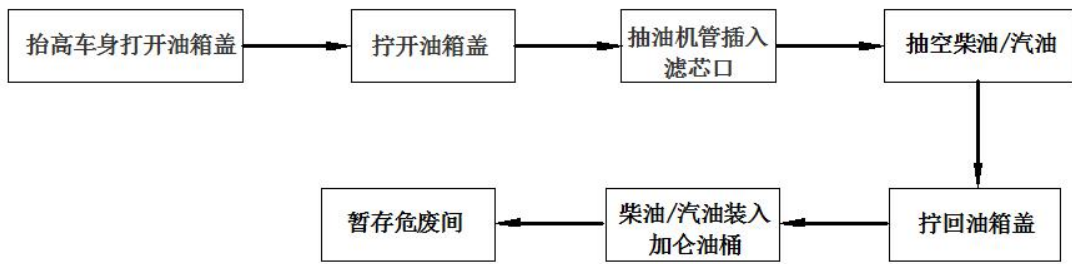 抬高车身打开油箱盖
拧开油箱盖
抽油机管插入
滤芯口
抽空柴油/汽油
拧回油箱盖
柴油/汽油装入
加仑油桶
暂存危废间